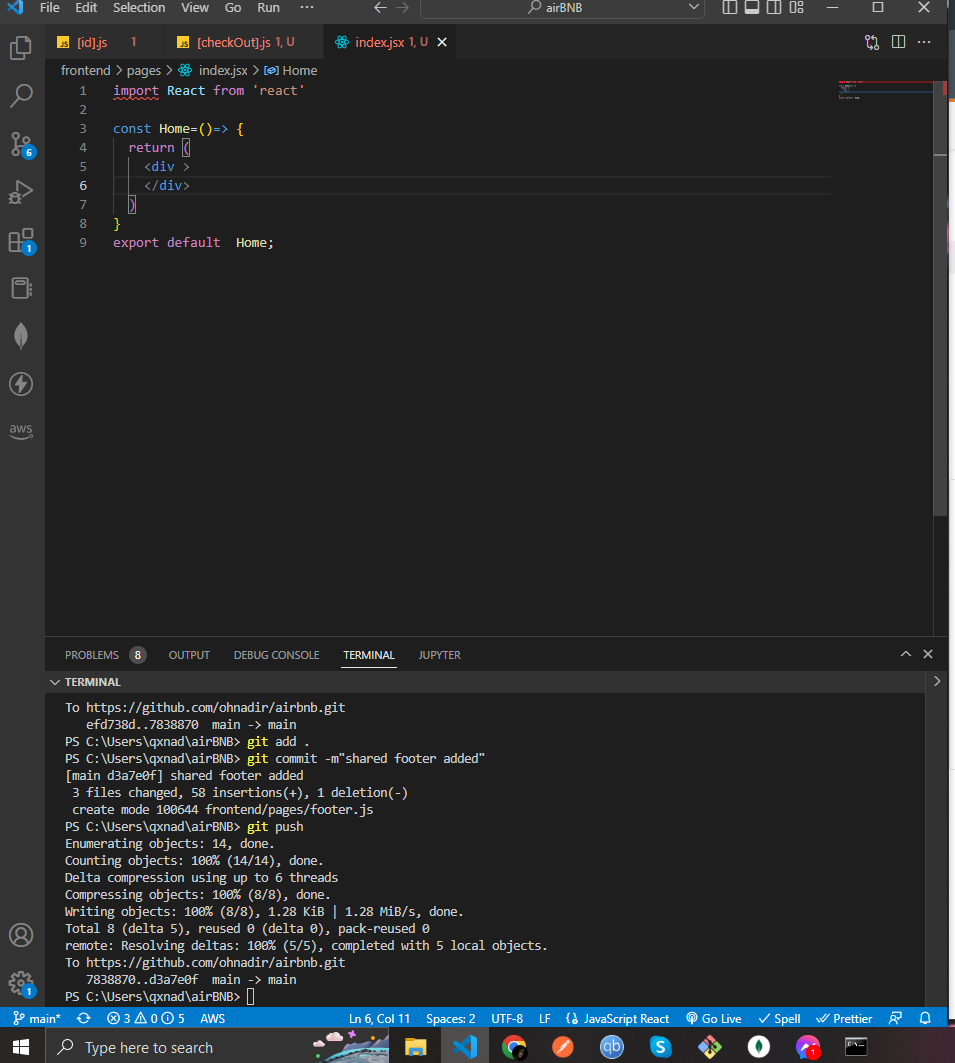 File Edit Selection View Go Run ··· airBNB
[id].js 1 [checkOut].js 1, U index.jsx 1, U
frontend > pages > index.jsx > Home
1 import React from 'react'
2
3 const Home=()=> {
4 return (
5 <div >
6 </div>
7 )
8 }
9 export default  Home;
6
1
aws
PROBLEMS 8 OUTPUT DEBUG CONSOLE TERMINAL JUPYTER
TERMINAL
To https://github.com/ohnadir/airbnb.git
efd738d..7838870  main -> main
PS C:\Users\qxnad\airBNB> git add .
PS C:\Users\qxnad\airBNB> git commit -m"shared footer added"
[main d3a7e0f] shared footer added
3 files changed, 58 insertions(+), 1 deletion(-)
create mode 100644 frontend/pages/footer.js
PS C:\Users\qxnad\airBNB> git push
Enumerating objects: 14, done.
Counting objects: 100% (14/14), done.
Delta compression using up to 6 threads
Compressing objects: 100% (8/8), done.
Writing objects: 100% (8/8), 1.28 KiB | 1.28 MiB/s, done.
Total 8 (delta 5), reused 0 (delta 0), pack-reused 0
remote: Resolving deltas: 100% (5/5), completed with 5 local objects.
To https://github.com/ohnadir/airbnb.git
7838870..d3a7e0f  main -> main
PS C:\Users\qxnad\airBNB>
1
main* 3 0 5 AWS Ln 6, Col 11 Spaces: 2 UTF-8 LF JavaScript React Go Live Spell Prettier
Type here to search qb S 1